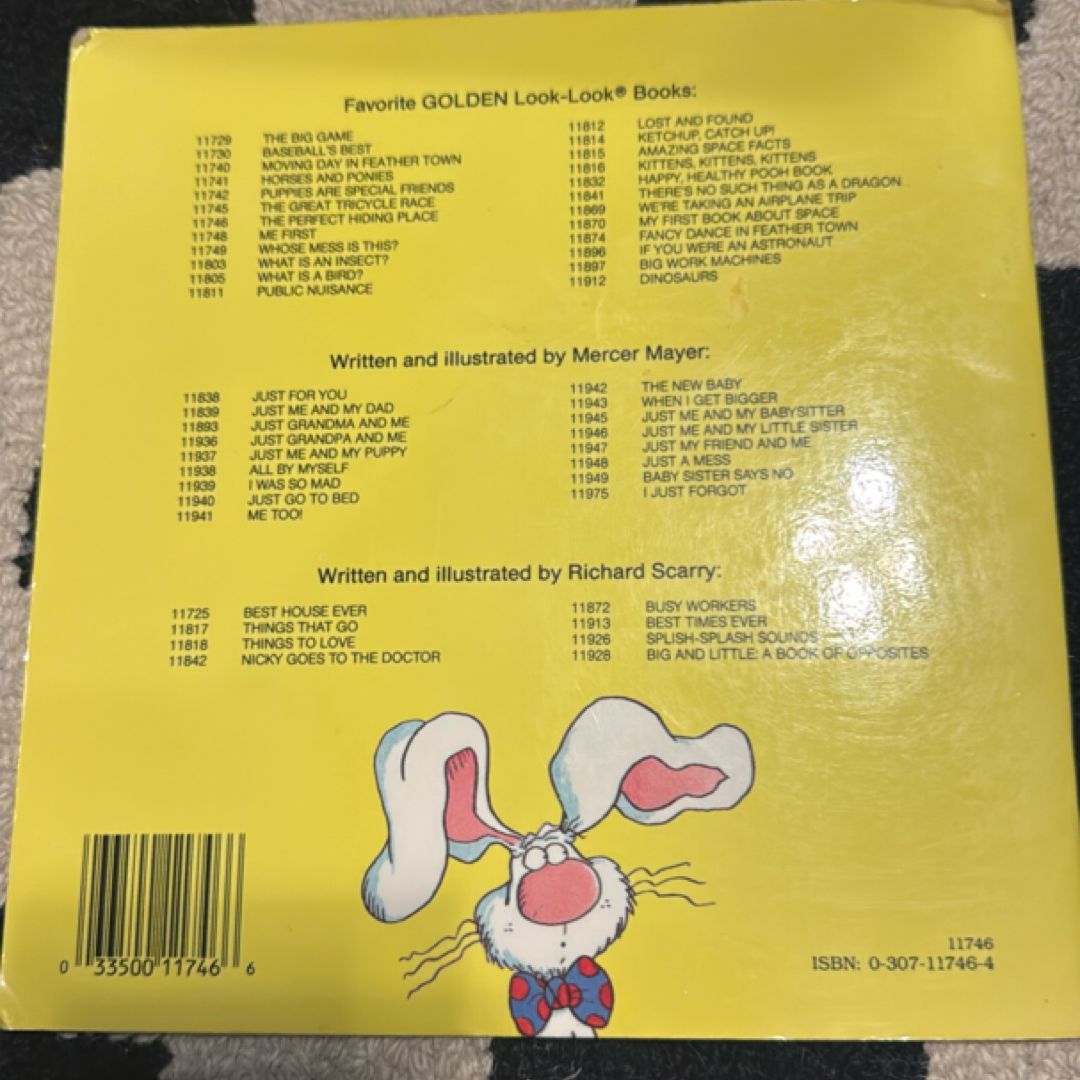 Favorite GOLDEN Look-Look® Books:
11729 THE BIG GAME
11730 BASEBALL'S BEST
11740 MOVING DAY IN FEATHER TOWN
11741 HORSES AND PONIES
11742 PUPPIES ARE SPECIAL FRIENDS
11745 THE GREAT TRICYCLE RACE
11746 THE PERFECT HIDING PLACE
11748 ME FIRST
11749 WHOSE MESS IS THIS?
11803 WHAT IS AN INSECT?
11805 WHAT IS A BIRD?
11811 PUBLIC NUISANCE
11812 LOST AND FOUND
11814 KETCHUP, CATCH UP!
11815 AMAZING SPACE FACTS
11816 KITTENS, KITTENS, KITTENS
11832 HAPPY, HEALTHY POOH BOOK
11841 THERE'S NO SUCH THING AS A DRAGON
11869 WE'RE TAKING AN AIRPLANE TRIP
11870 MY FIRST BOOK ABOUT SPACE
11874 FANCY DANCE IN FEATHER TOWN
11896 IF YOU WERE AN ASTRONAUT
11897 BIG WORK MACHINES
11912 DINOSAURS
Written and illustrated by Mercer Mayer:
11838 JUST FOR YOU
11839 JUST ME AND MY DAD
11893 JUST GRANDMA AND ME
11936 JUST GRANDPA AND ME
11937 JUST ME AND MY PUPPY
11938 ALL BY MYSELF
11939 I WAS SO MAD
11940 JUST GO TO BED
11941 ME TOO!
11942 THE NEW BABY
11943 WHEN I GET BIGGER
11945 JUST ME AND MY BABYSITTER
11946 JUST ME AND MY LITTLE SISTER
11947 JUST MY FRIEND AND ME
11948 JUST A MESS
11949 BABY SISTER SAYS NO
11975 I JUST FORGOT
Written and illustrated by Richard Scarry:
11725 BEST HOUSE EVER
11817 THINGS THAT GO
11818 THINGS TO LOVE
11842 NICKY GOES TO THE DOCTOR
11872 BUSY WORKERS
11913 BEST TIMES EVER
11926 SPLISH-SPLASH SOUNDS
11928 BIG AND LITTLE: A BOOK OF OPPOSITES
0 33500 11746 6
11746
ISBN: 0-307-11746-4